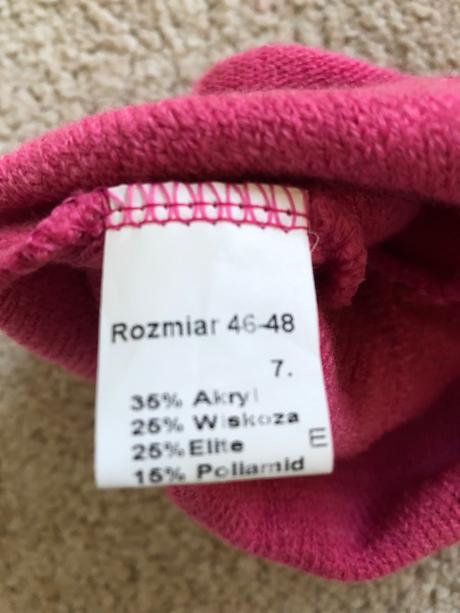 Rozmiar 46-48
7.
35% Akryl
25% Wiskoza
25% Elite
15% Poliamid
E